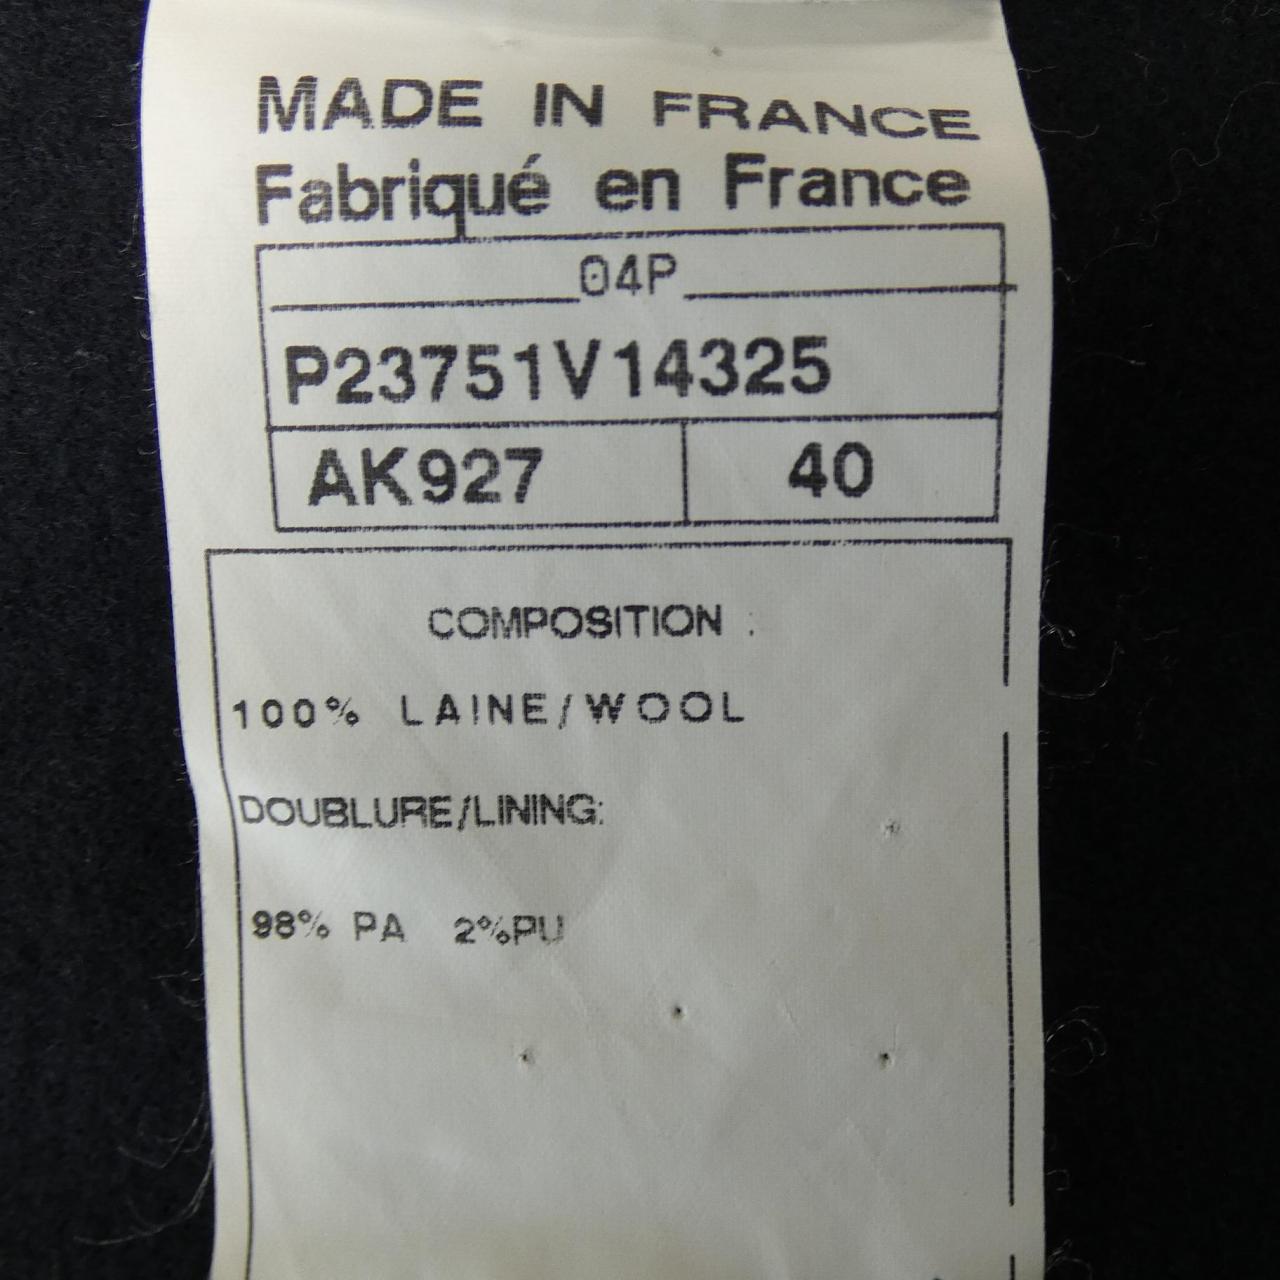 MADE IN FRANCE
Fabriqué en France
04P
P23751V14325
AK927 40
COMPOSITION :
100% LAINE/WOOL
DOUBLURE/LINING:
98% PA 2%PU